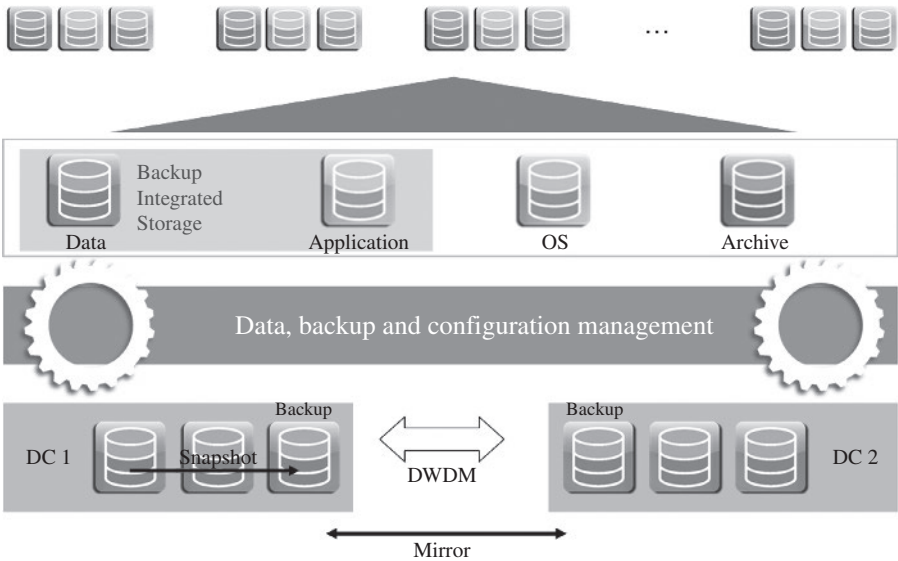 ...
Backup
Integrated
Storage
Data
Application
OS
Archive
Data, backup and configuration management
Backup
Backup
DC 1
Snapshot
DWDM
DC 2
Mirror